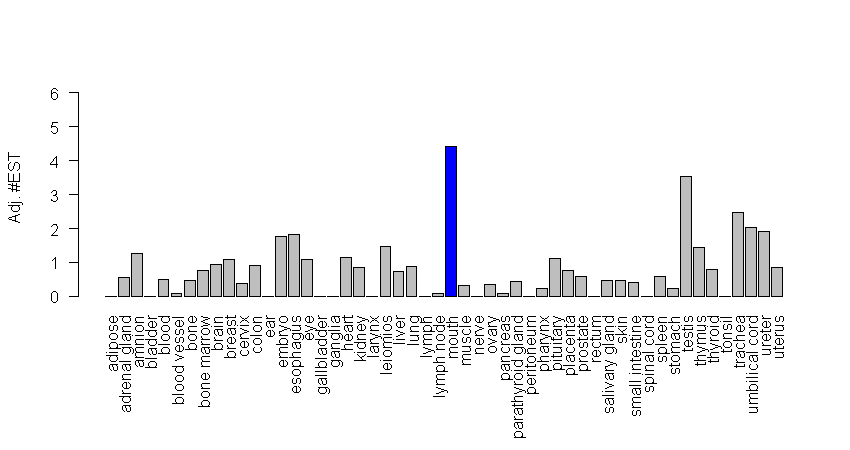 Adj. #EST
6
5
4
3
2
1
0
adipose
adrenal gland
amnion
bladder
blood
blood vessel
bone
bone marrow
brain
breast
cervix
colon
ear
embryo
esophagus
eye
gallbladder
ganglia
heart
kidney
larynx
leiomios
liver
lung
lymph
lymph node
mouth
muscle
nerve
ovary
pancreas
parathyroid gland
peritoneum
pharynx
pituitary
placenta
prostate
rectum
salivary gland
skin
small intestine
spinal cord
spleen
stomach
testis
thymus
thyroid
tonsil
trachea
umbilical cord
ureter
uterus